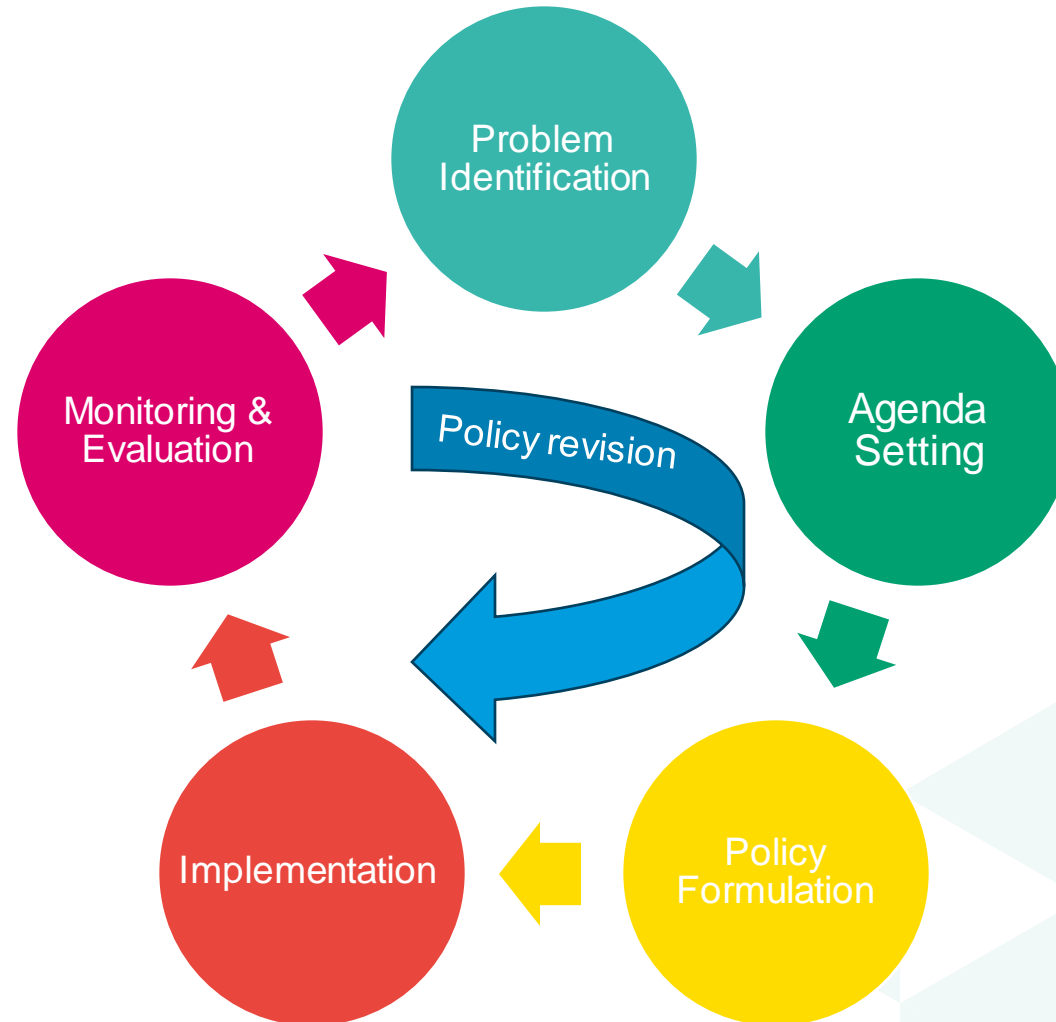 Problem
Identification
Agenda
Setting
Policy
Formulation
Implementation
Monitoring &
Evaluation
Policy revision